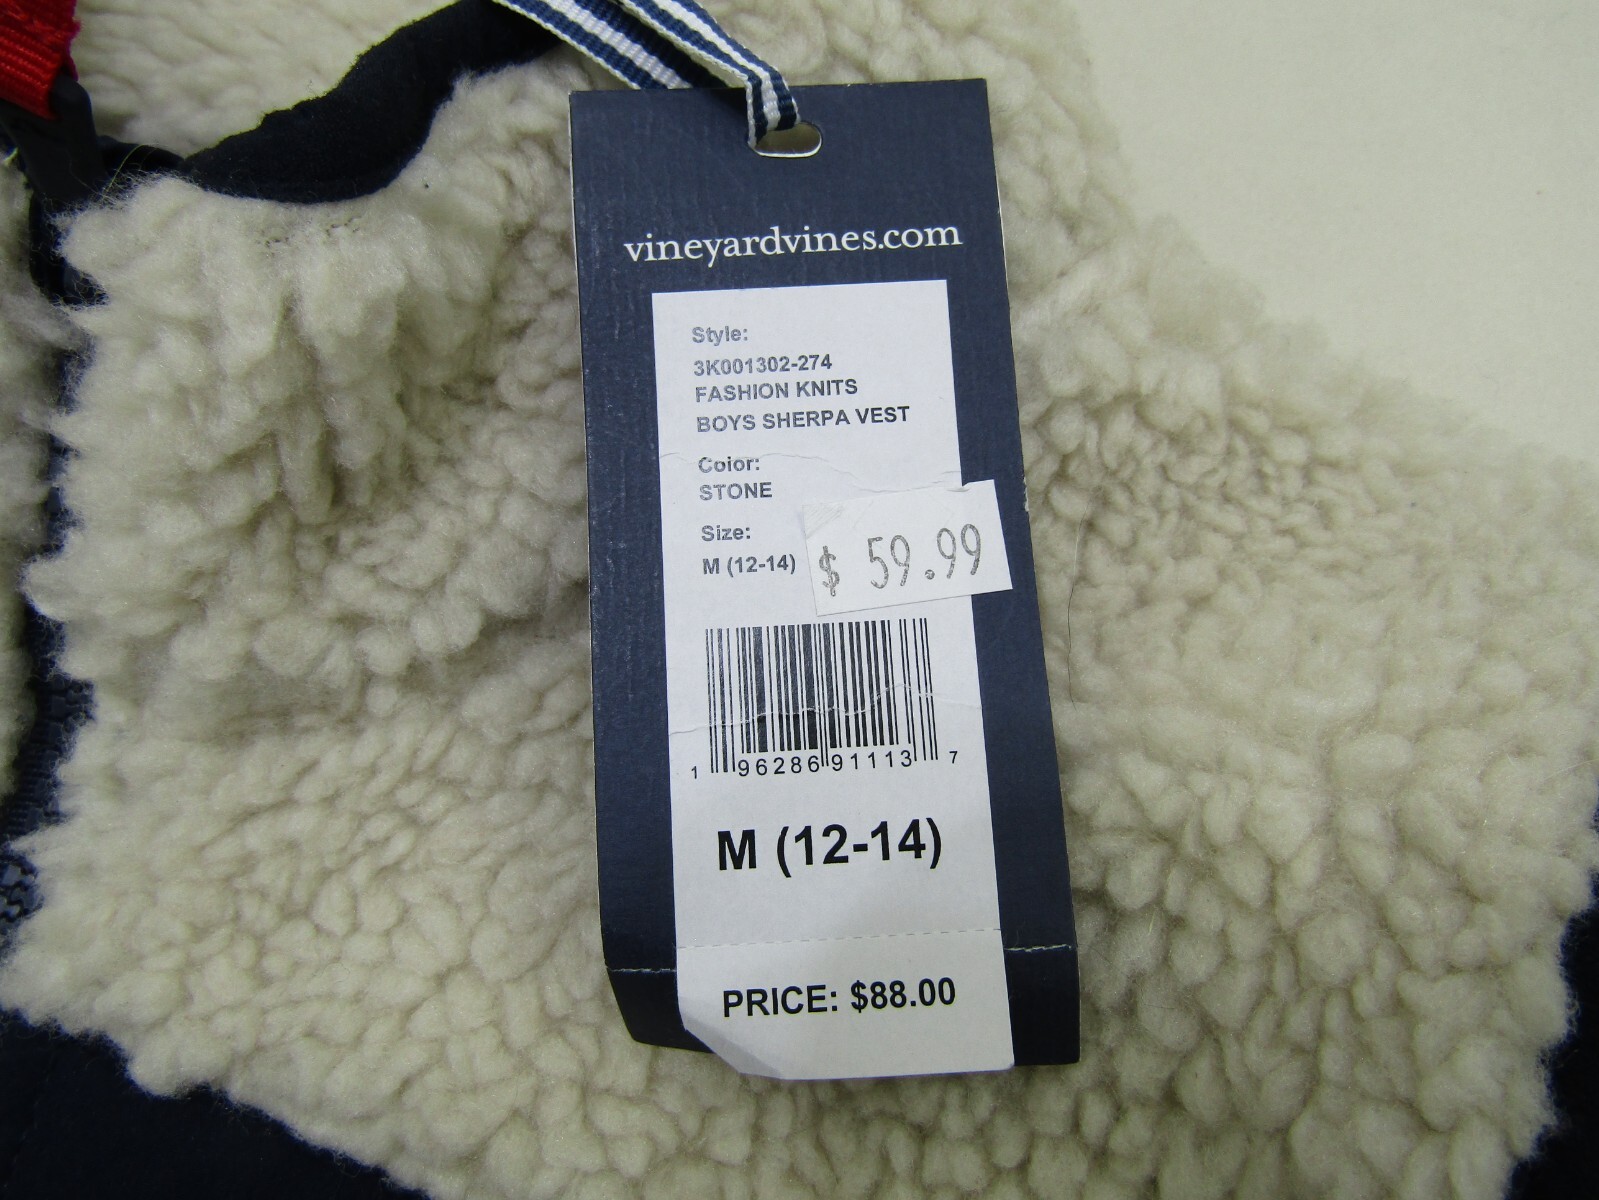 vineyardvines.com
Style:
3K001302-274
FASHION KNITS
BOYS SHERPA VEST
Color:
STONE
Size:
M (12-14)
$ 59.99
1 96286 91113 7
M (12-14)
PRICE: $88.00